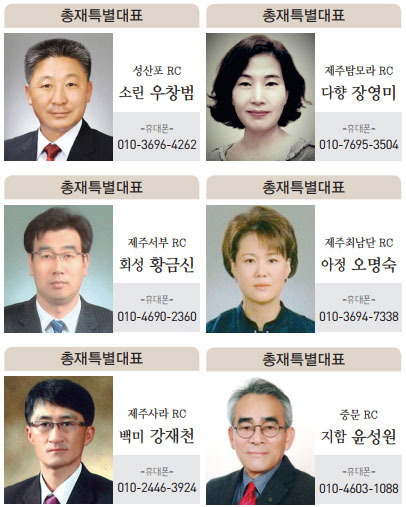 총재특별대표
성산포 RC
소린 우창범
-휴대폰-
010-3696-4262
총재특별대표
제주탐모라 RC
다향 장영미
-휴대폰-
010-7695-3504
총재특별대표
제주서부 RC
회성 황금신
-휴대폰-
010-4690-2360
총재특별대표
제주최남단 RC
아정 오명숙
-휴대폰-
010-3694-7338
총재특별대표
제주사라 RC
백미 강재천
-휴대폰-
010-2446-3924
총재특별대표
중문 RC
지함 윤성원
-휴대폰-
010-4603-1088